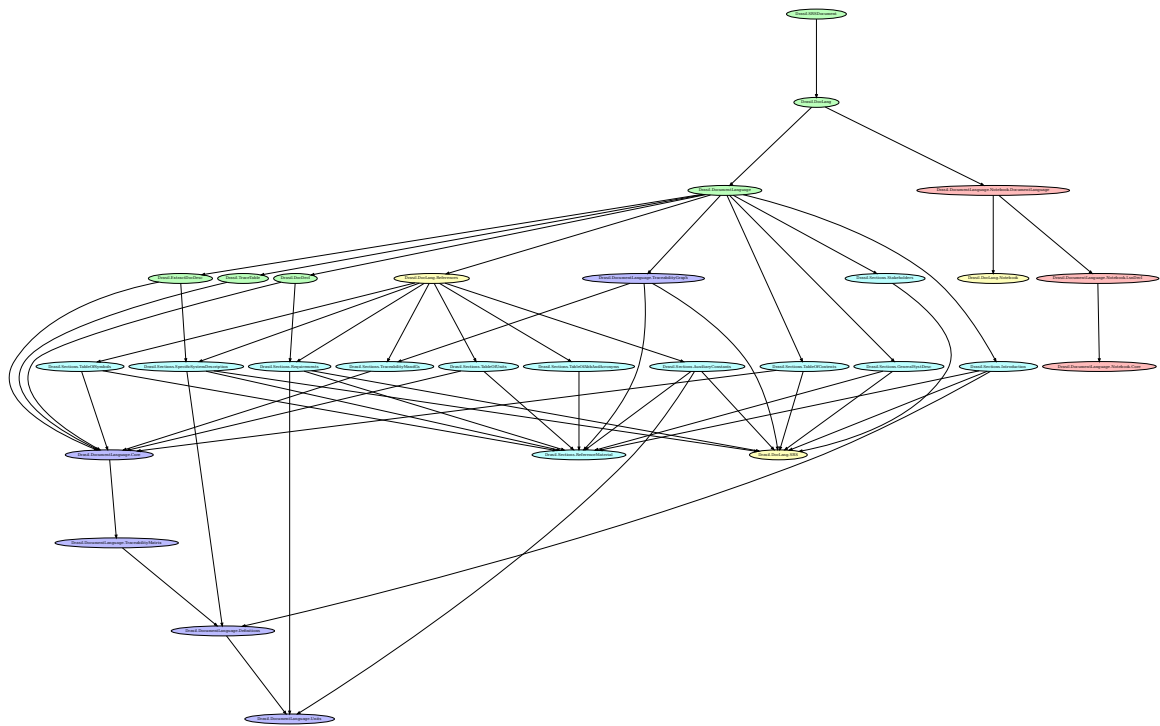 Drasil.SRSDocument
Drasil.DocLang
Drasil.DocumentLanguage
Drasil.DocumentLanguage.Notebook.DocumentLanguage
Drasil.ExtractDocDesc
Drasil.TraceTable
Drasil.DocDecl
Drasil.DocLang.References
Drasil.DocumentLanguage.TraceabilityGraph
Drasil.Sections.Stakeholders
Drasil.DocLang.Notebook
Drasil.DocumentLanguage.Notebook.LsnDecl
Drasil.Sections.TableOfSymbols
Drasil.Sections.SpecificSystemDescription
Drasil.Sections.Requirements
Drasil.Sections.TraceabilityMandGs
Drasil.Sections.TableOfUnits
Drasil.Sections.TableOfAbbAndAcronyms
Drasil.Sections.AuxiliaryConstants
Drasil.Sections.TableOfContents
Drasil.Sections.GeneralSystDesc
Drasil.Sections.Introduction
Drasil.DocumentLanguage.Notebook.Core
Drasil.DocumentLanguage.Core
Drasil.Sections.ReferenceMaterial
Drasil.DocLang.SRS
Drasil.DocumentLanguage.TraceabilityMatrix
Drasil.DocumentLanguage.Definitions
Drasil.DocumentLanguage.Units